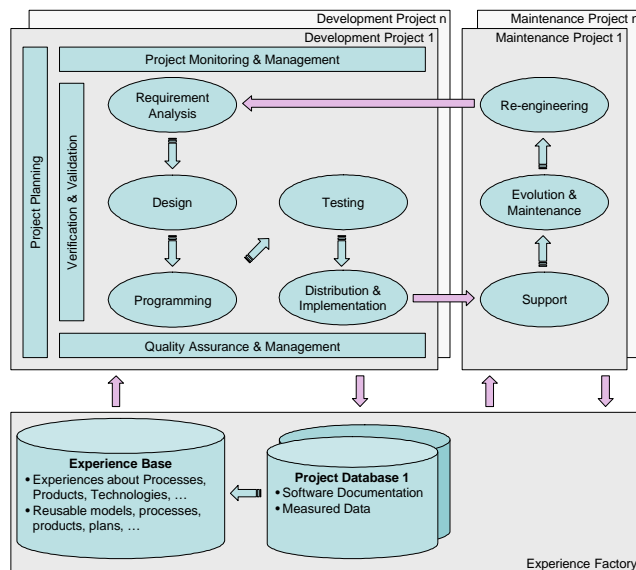 Development Project n
Development Project 1
Project Planning
Project Monitoring & Management
Verification & Validation
Requirement
Analysis
Design
Programming
Testing
Distribution &
Implementation
Quality Assurance & Management
Maintenance Project n
Maintenance Project 1
Re-engineering
Evolution &
Maintenance
Support
Experience Base
• Experiences about Processes,
Products, Technologies, …
• Reusable models, processes,
products, plans, …
Project Database 1
• Software Documentation
• Measured Data
Experience Factory